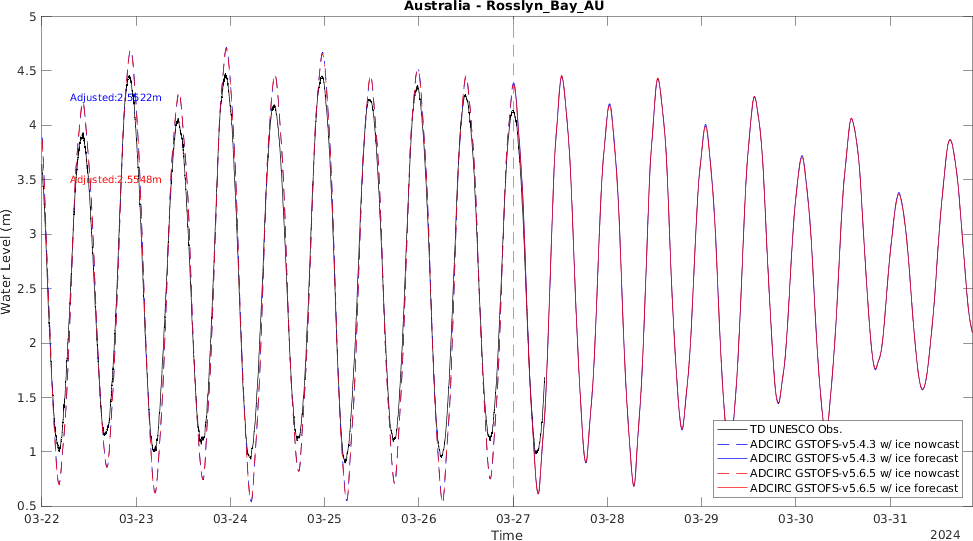 Australia - Rosslyn_Bay_AU
5
4.5
4
3.5
3
2.5
2
1.5
1
0.5
Water Level (m)
Adjusted:2.5522m
Adjusted:2.5548m
TD UNESCO Obs.
ADCIRC GSTOFS-v5.4.3 w/ ice nowcast
ADCIRC GSTOFS-v5.4.3 w/ ice forecast
ADCIRC GSTOFS-v5.6.5 w/ ice nowcast
ADCIRC GSTOFS-v5.6.5 w/ ice forecast
03-22 03-23 03-24 03-25 03-26 03-27 03-28 03-29 03-30 03-31
Time
2024